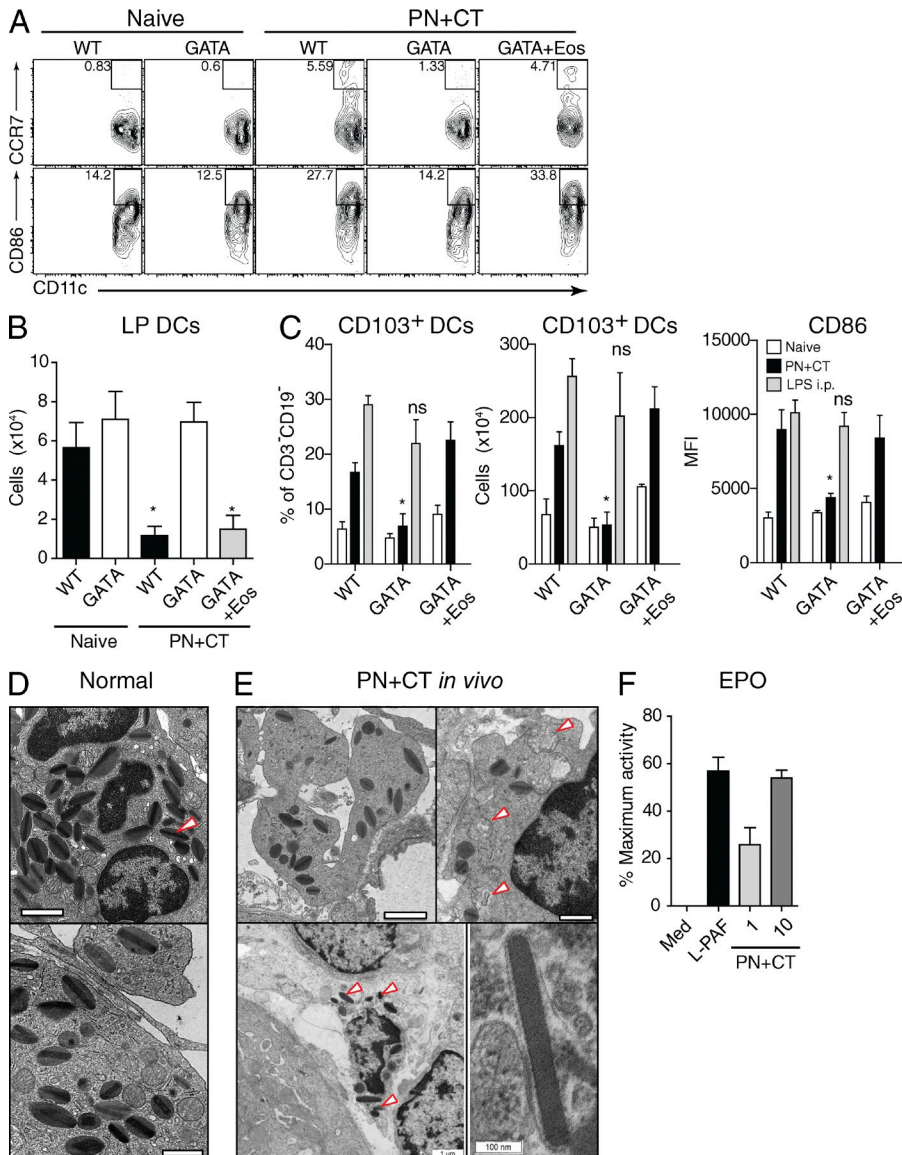 A
Naive
PN+CT
WT
GATA
WT
GATA
GATA+Eos
0.83
0.6
5.59
1.33
4.71
CCR7
14.2
12.5
27.7
14.2
33.8
CD86
CD11c
B
LP DCs
Cells (x10⁴)
10
8
6
4
2
0
*
*
WT
GATA
WT
GATA
GATA
+Eos
Naive
PN+CT
C
CD103⁺ DCs
% of CD3⁻CD19⁻
40
30
20
10
0
ns
*
WT
GATA
GATA
+Eos
CD103⁺ DCs
Cells (x10⁴)
300
200
100
0
ns
*
WT
GATA
GATA
+Eos
CD86
MFI
15000
10000
5000
0
Naive
PN+CT
LPS i.p.
ns
*
WT
GATA
GATA
+Eos
D
Normal
E
PN+CT in vivo
1 µm
100 nm
F
EPO
% Maximum activity
80
60
40
20
0
Med
L-PAF
1
10
PN+CT